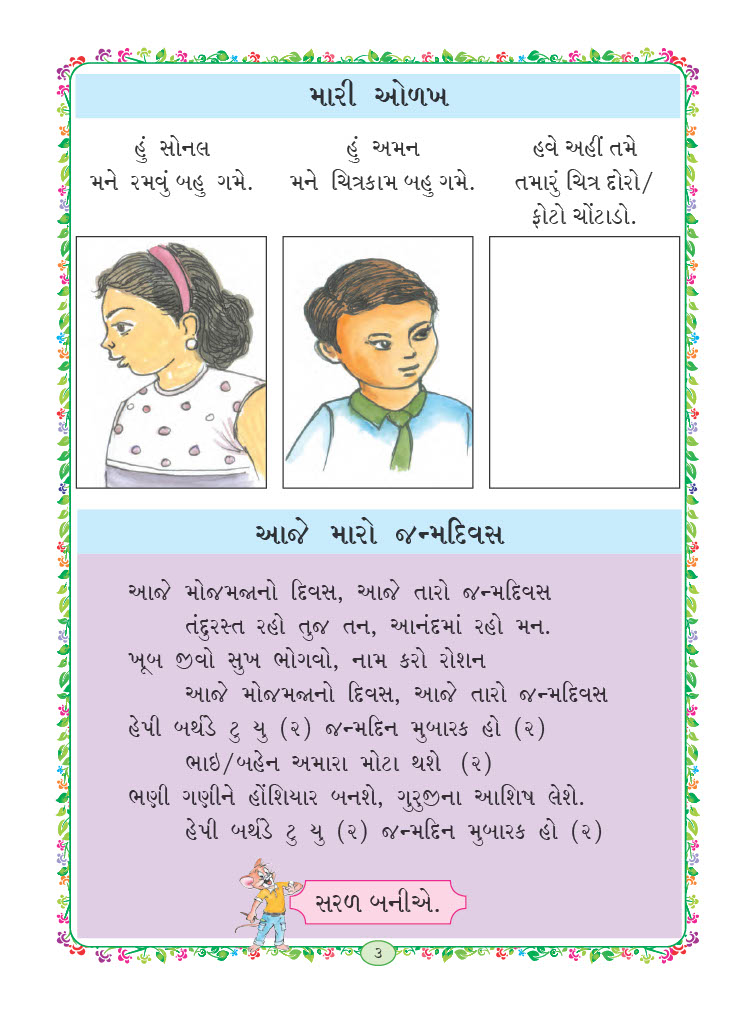 મારી ઓળખ
હું સોનલ
મને રમવું બહુ ગમે.
હું અમન
મને ચિત્રકામ બહુ ગમે.
હવે અહીં તમે
તમારું ચિત્ર દોરો/
ફોટો ચોંટાડો.
આજે મારો જન્મદિવસ
આજે મોજમજાનો દિવસ, આજે તારો જન્મદિવસ
તંદુરસ્ત રહો તુજ તન, આનંદમાં રહો મન.
ખૂબ જીવો સુખ ભોગવો, નામ કરો રોશન
આજે મોજમજાનો દિવસ, આજે તારો જન્મદિવસ
હેપી બર્થડે ટુ યુ (૨) જન્મદિન મુબારક હો (૨)
ભાઇ/બહેન અમારા મોટા થશે (૨)
ભણી ગણીને હોંશિયાર બનશે, ગુરુજીના આશિષ લેશે.
હેપી બર્થડે ટુ યુ (૨) જન્મદિન મુબારક હો (૨)
સરળ બનીએ.
૩